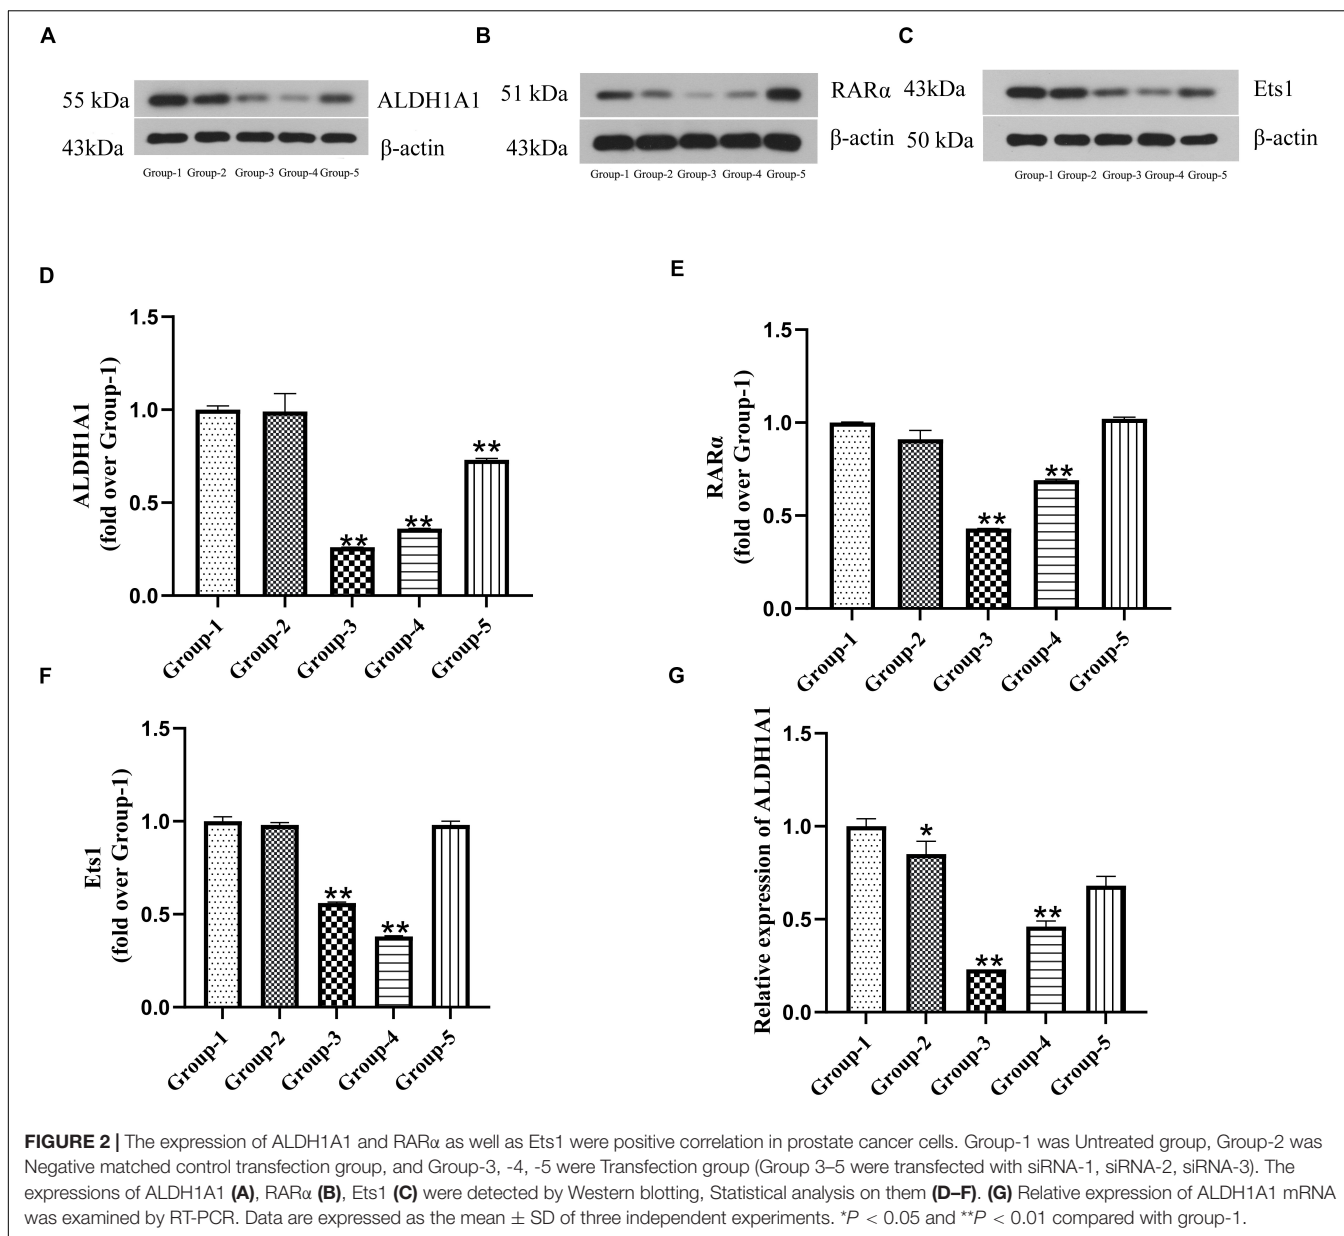 A
55 kDa
ALDH1A1
43kDa
β-actin
Group-1 Group-2 Group-3 Group-4 Group-5
B
51 kDa
RARα
43kDa
β-actin
Group-1 Group-2 Group-3 Group-4 Group-5
C
43kDa
Ets1
50 kDa
β-actin
Group-1 Group-2 Group-3 Group-4 Group-5
D
ALDH1A1
(fold over Group-1)
1.5
1.0
0.5
0.0
**
**
**
Group-1
Group-2
Group-3
Group-4
Group-5
E
RARα
(fold over Group-1)
1.5
1.0
0.5
0.0
**
**
Group-1
Group-2
Group-3
Group-4
Group-5
F
Ets1
(fold over Group-1)
1.5
1.0
0.5
0.0
**
**
Group-1
Group-2
Group-3
Group-4
Group-5
G
Relative expression of ALDH1A1
1.5
1.0
0.5
0.0
*
**
**
Group-1
Group-2
Group-3
Group-4
Group-5
FIGURE 2 | The expression of ALDH1A1 and RARα as well as Ets1 were positive correlation in prostate cancer cells. Group-1 was Untreated group, Group-2 was
Negative matched control transfection group, and Group-3, -4, -5 were Transfection group (Group 3–5 were transfected with siRNA-1, siRNA-2, siRNA-3). The
expressions of ALDH1A1 (A), RARα (B), Ets1 (C) were detected by Western blotting, Statistical analysis on them (D–F). (G) Relative expression of ALDH1A1 mRNA
was examined by RT-PCR. Data are expressed as the mean ± SD of three independent experiments. *P < 0.05 and **P < 0.01 compared with group-1.